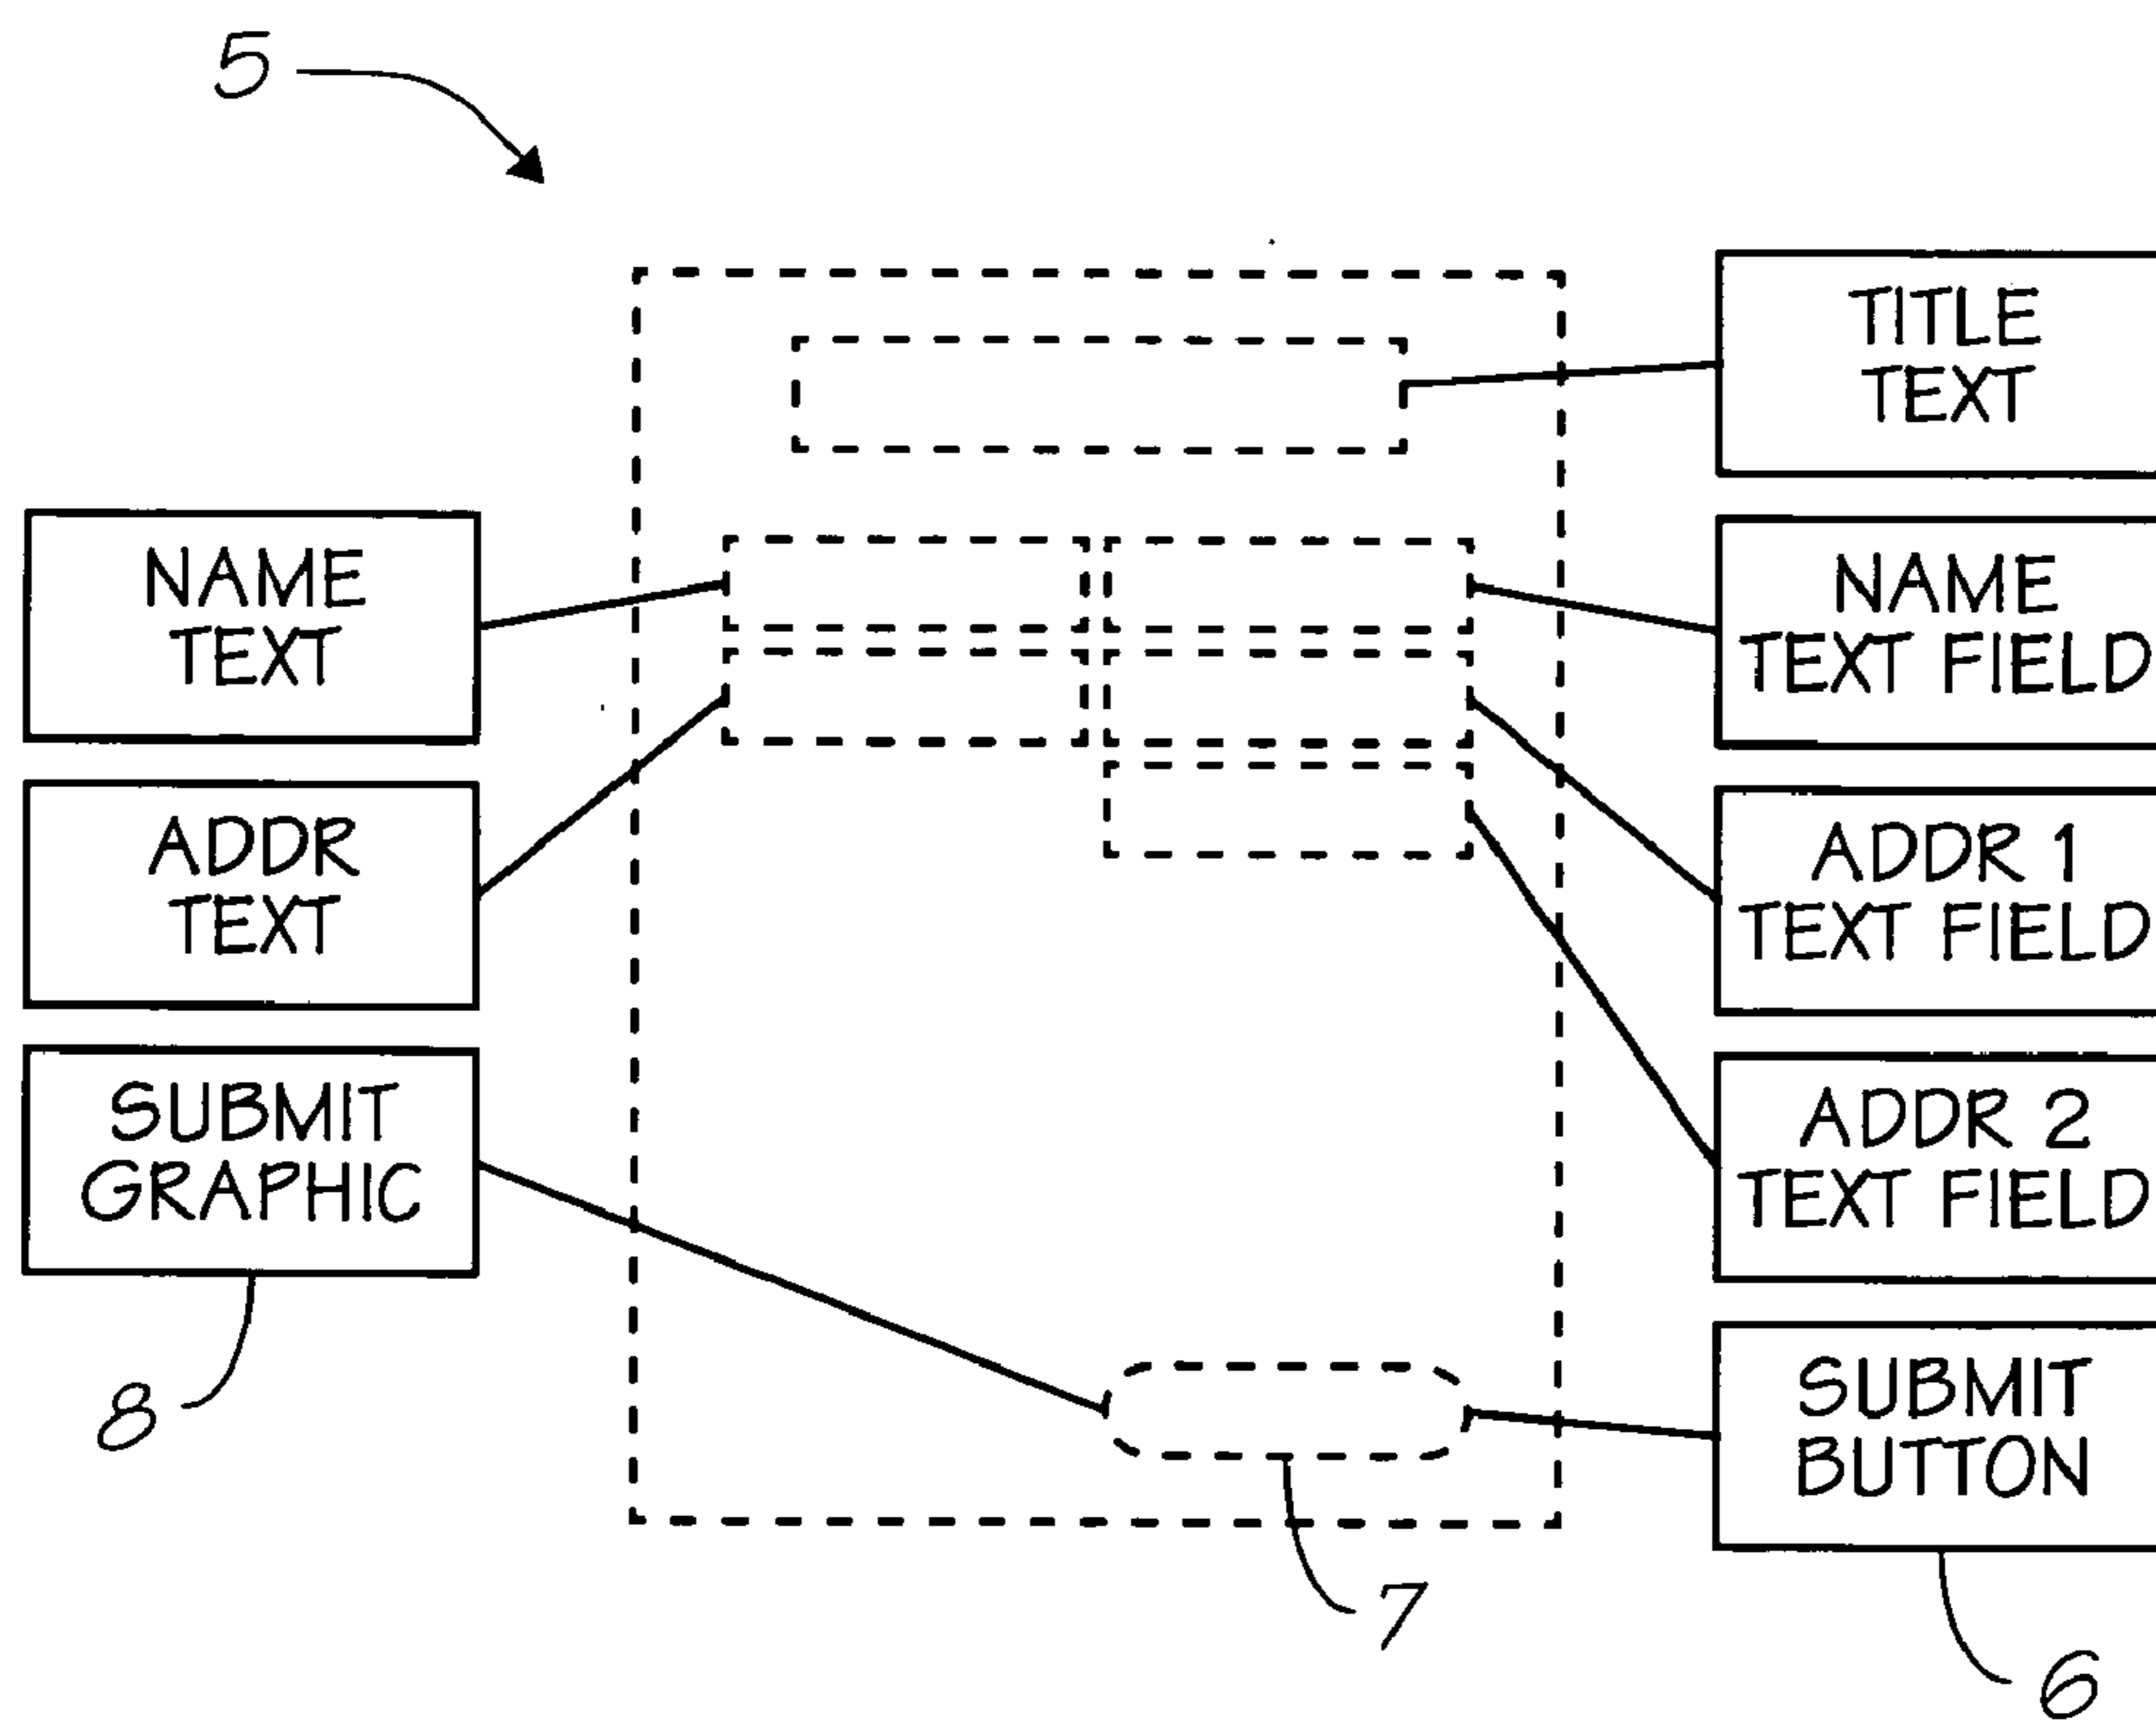 5
TITLE
TEXT
NAME
TEXT
NAME
TEXT FIELD
ADDR
TEXT
ADDR 1
TEXT FIELD
SUBMIT
GRAPHIC
ADDR 2
TEXT FIELD
SUBMIT
BUTTON
8
7
6